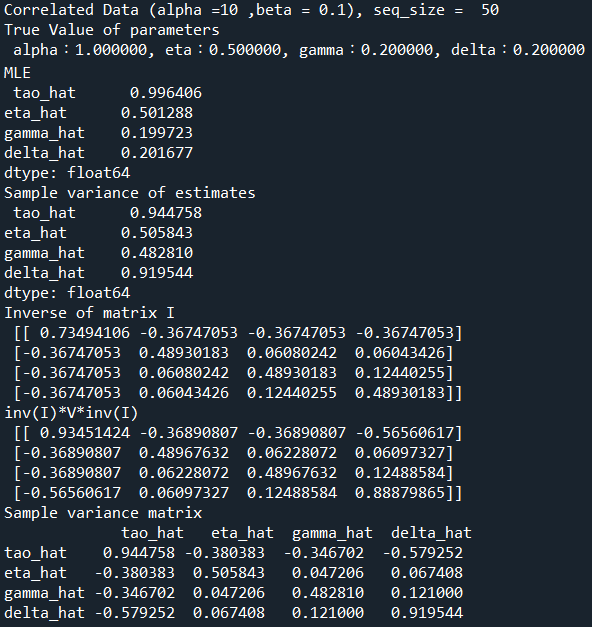 Correlated Data (alpha =10 ,beta = 0.1), seq_size =  50
True Value of parameters
 alpha：1.000000, eta：0.500000, gamma：0.200000, delta：0.200000
MLE
 tao_hat      0.996406
eta_hat      0.501288
gamma_hat    0.199723
delta_hat    0.201677
dtype: float64
Sample variance of estimates
 tao_hat      0.944758
eta_hat      0.505843
gamma_hat    0.482810
delta_hat    0.919544
dtype: float64
Inverse of matrix I
 [[ 0.73494106 -0.36747053 -0.36747053 -0.36747053]
 [-0.36747053  0.48930183  0.06080242  0.06043426]
 [-0.36747053  0.06080242  0.48930183  0.12440255]
 [-0.36747053  0.06043426  0.12440255  0.48930183]]
inv(I)*V*inv(I)
 [[ 0.93451424 -0.36890807 -0.36890807 -0.56560617]
 [-0.36890807  0.48967632  0.06228072  0.06097327]
 [-0.36890807  0.06228072  0.48967632  0.12488584]
 [-0.56560617  0.06097327  0.12488584  0.88879865]]
Sample variance matrix
            tao_hat   eta_hat  gamma_hat  delta_hat
tao_hat    0.944758 -0.380383  -0.346702  -0.579252
eta_hat   -0.380383  0.505843   0.047206   0.067408
gamma_hat -0.346702  0.047206   0.482810   0.121000
delta_hat -0.579252  0.067408   0.121000   0.919544